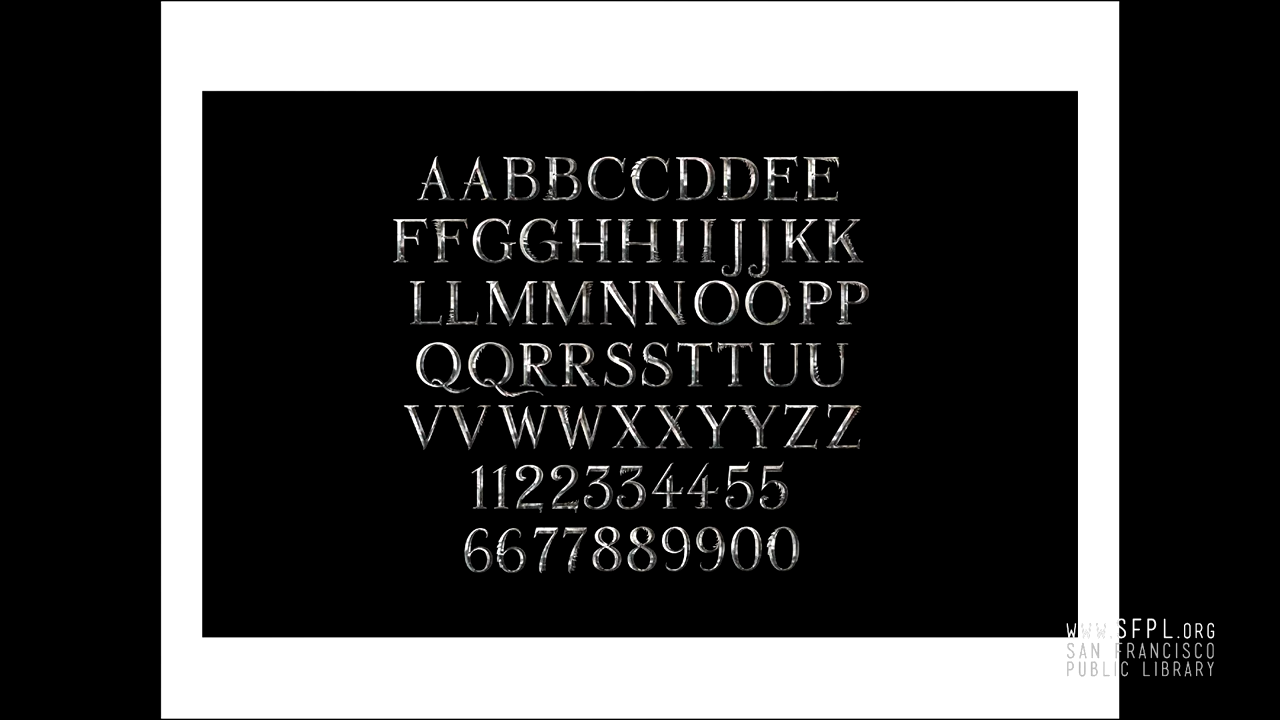 AABBCCDDEE
FFGGHHIIJJKK
LLMMNNOOPP
QQRRSSTTUU
VVWWXXYYZZ
1122334455
6677889900
WWW.SFPL.ORG
SAN FRANCISCO
PUBLIC LIBRARY